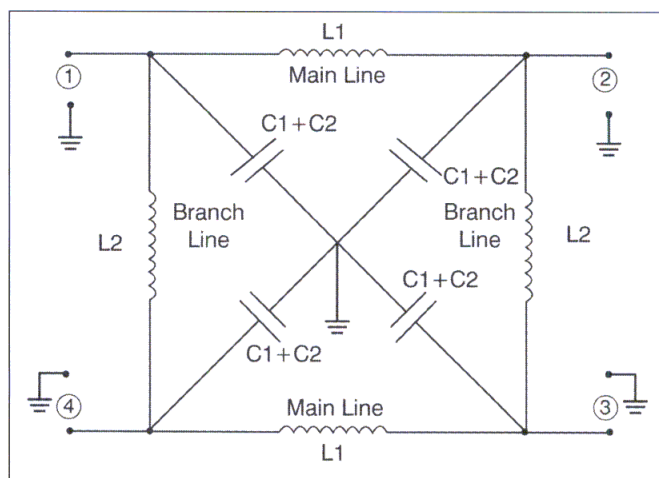 L1
Main Line
①
②
C1+C2
C1+C2
Branch
Line
L2
Branch
Line
L2
C1+C2
C1+C2
④
Main Line
③
L1